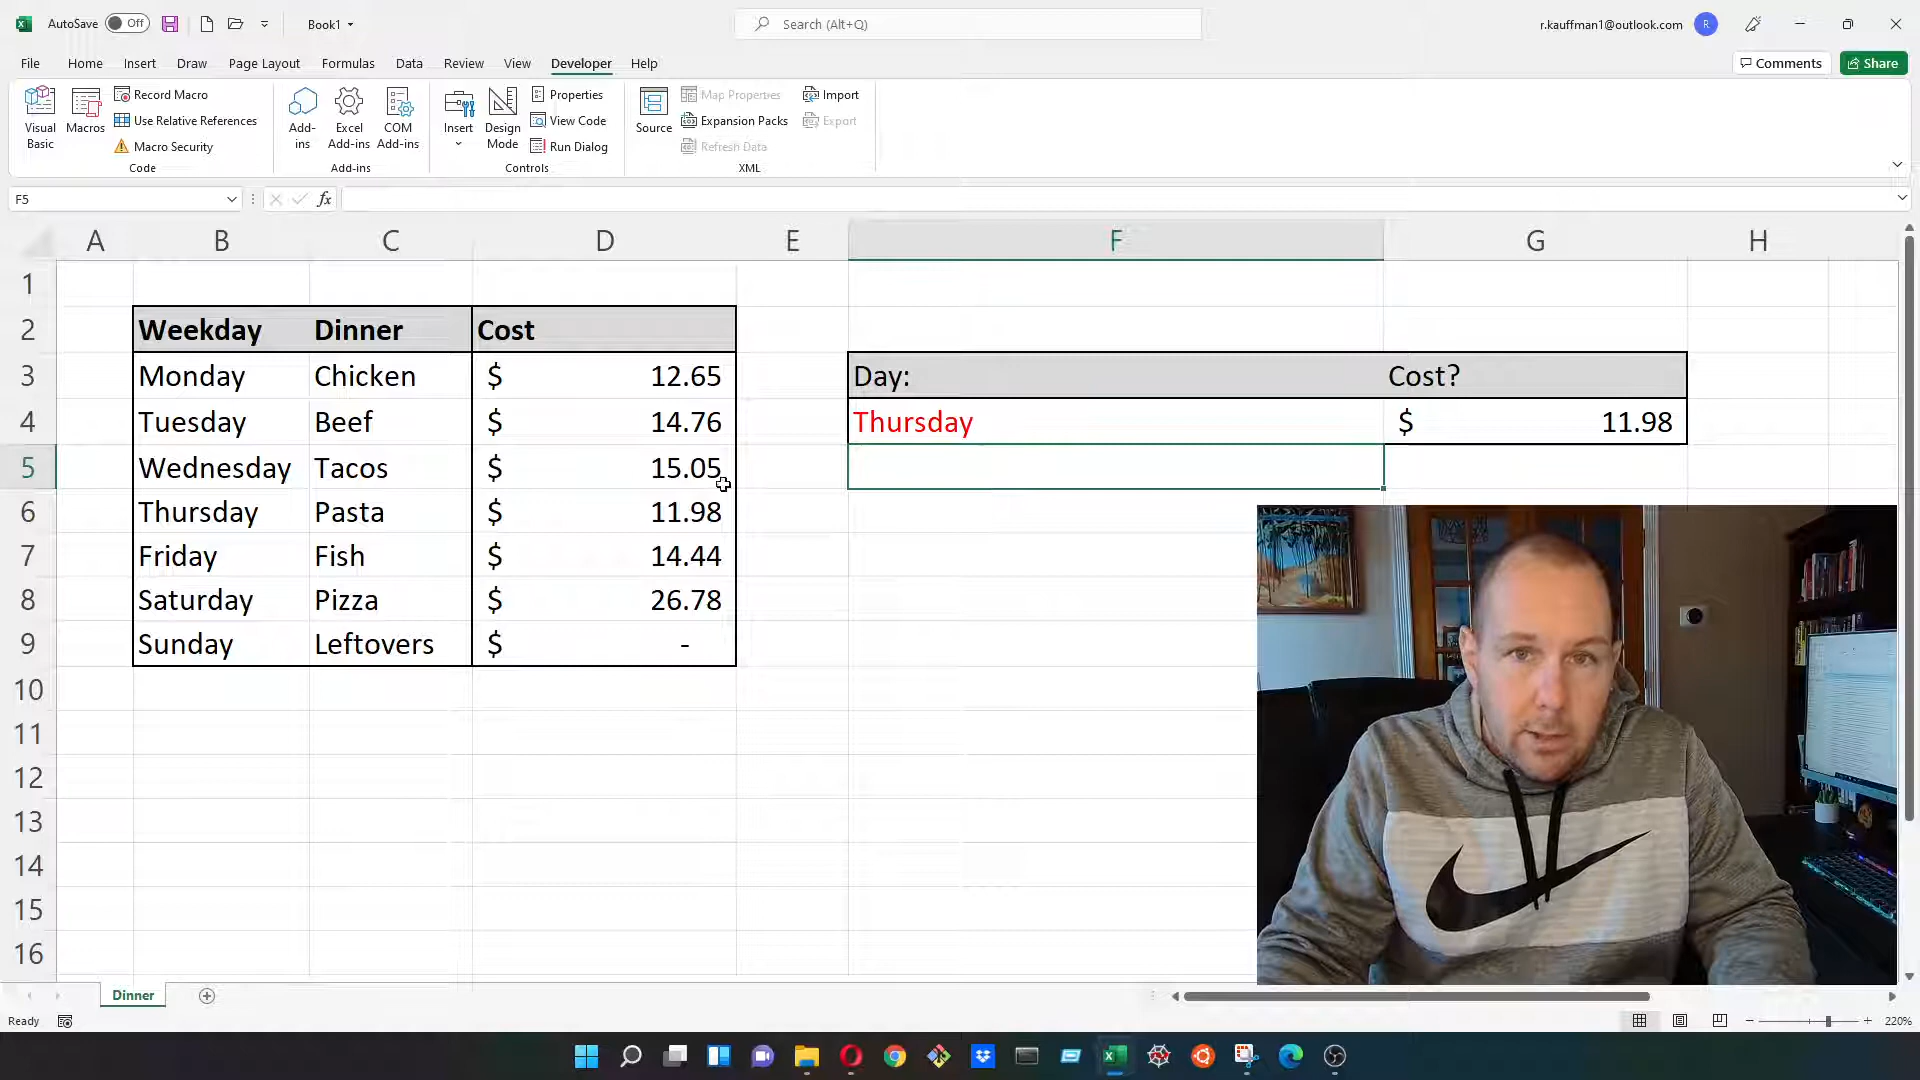 AutoSave Off Book1 Search (Alt+Q) r.kauffman1@outlook.com R
File Home Insert Draw Page Layout Formulas Data Review View Developer Help Comments Share
Visual Basic
Macros
Record Macro
Use Relative References
Macro Security
Code
Add-ins
Excel Add-ins
COM Add-ins
Add-ins
Insert
Design Mode
Properties
View Code
Run Dialog
Controls
Source
Map Properties
Expansion Packs
Refresh Data
Import
Export
XML
F5 fx
A B C D E F G H
1
2 Weekday Dinner Cost
3 Monday Chicken $ 12.65 Day: Cost?
4 Tuesday Beef $ 14.76 Thursday $ 11.98
5 Wednesday Tacos $ 15.05
6 Thursday Pasta $ 11.98
7 Friday Fish $ 14.44
8 Saturday Pizza $ 26.78
9 Sunday Leftovers $ -
10
11
12
13
14
15
16
Dinner
Ready 220%